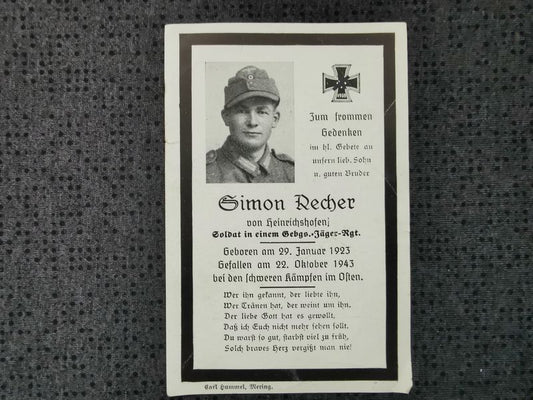 Zum frommen
Gedenken
im hl. Gebete an
unsern lieb. Sohn
u. guten Bruder
Simon Recher
von Heinrichshofen,
Soldat in einem Gebgs.-Jäger-Rgt.
Geboren am 29. Januar 1923
Gefallen am 22. Oktober 1943
bei den schweren Kämpfen im Osten.
Wer ihn gekannt, der liebte ihn,
Wer Tränen hat, der weint um ihn.
Der liebe Gott hat es gewollt,
Daß ich Euch nicht mehr sehen sollt.
Du warst so gut, starbst viel zu früh,
Solch braves Herz vergißt man nie!
Carl Hammel, Mering.